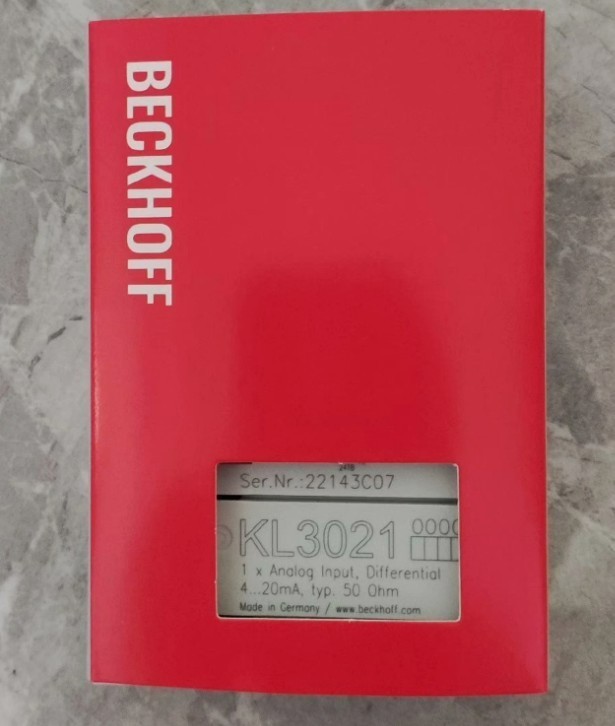 BECKHOFF
Ser.Nr.:22143C07
KL3021
1 x Analog Input, Differential
4...20mA, typ. 50 Ohm
Made in Germany / www.beckhoff.com